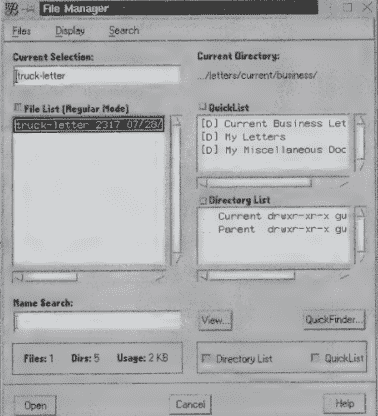 File Manager
Files Display Search
Current Selection:
truck-letter
Current Directory:
.../letters/current/business/
File List (Regular Mode)
truck-letter 2317 07/28/
QuickList
[D] Current Business Let
[D] My Letters
[D] My Miscellaneous Doc
Directory List
Current drwxr-xr-x gu
Parent drwxr-xr-x gu
Name Search:
View...
QuickFinder...
Files: 1 Dirs: 5 Usage: 2 KB
Directory List
QuickList
Open
Cancel
Help